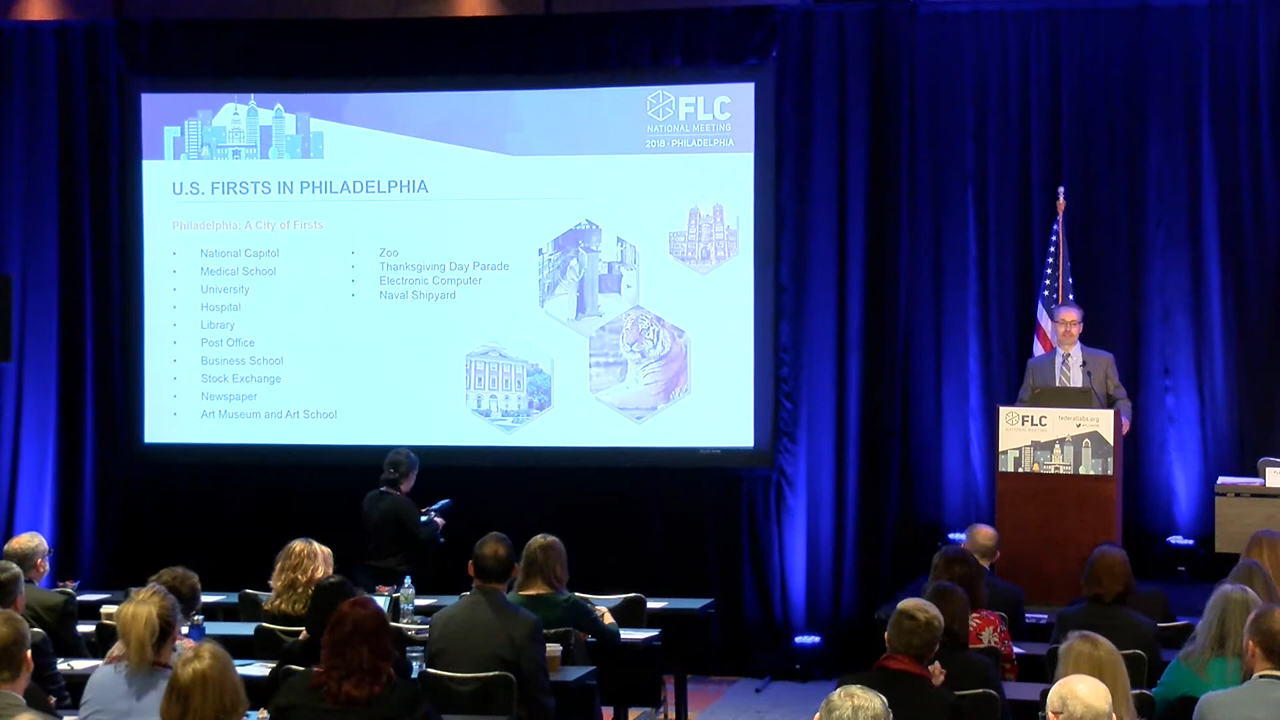 FLC
NATIONAL MEETING
2018 · PHILADELPHIA
U.S. FIRSTS IN PHILADELPHIA
Philadelphia: A City of Firsts
• National Capitol
• Medical School
• University
• Hospital
• Library
• Post Office
• Business School
• Stock Exchange
• Newspaper
• Art Museum and Art School
• Zoo
• Thanksgiving Day Parade
• Electronic Computer
• Naval Shipyard
FLC
NATIONAL MEETING
federallabs.org